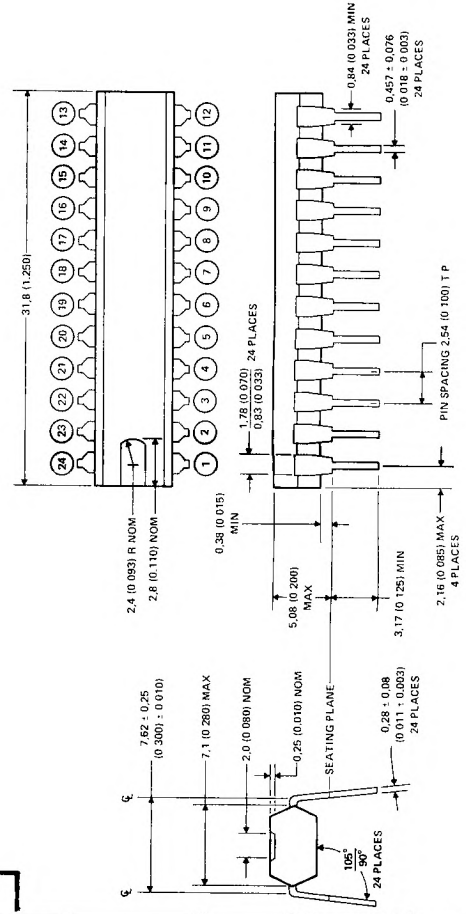 31,8 (1.250)
24 23 22 21 20 19 18 17 16 15 14 13
1 2 3 4 5 6 7 8 9 10 11 12
2,4 (0 093) R NOM
2,8 (0.110) NOM
℄
℄
7,62 ± 0,25
(0 300) ± 0 010)
7,1 (0 280) MAX
2,0 (0 080) NOM
0,25 (0.010) NOM
SEATING PLANE
105°
90°
24 PLACES
0,28 ± 0,08
(0 011 ± 0.003)
24 PLACES
0,38 (0 015)
MIN
5,08 (0 200)
MAX
3,17 (0 125) MIN
1,78 (0 070)
0,83 (0 033)
24 PLACES
2,16 (0 085) MAX
4 PLACES
PIN SPACING 2,54 (0 100) T P
0,84 (0 033) MIN
24 PLACES
0,457 ± 0,076
(0 018 ± 0 003)
24 PLACES